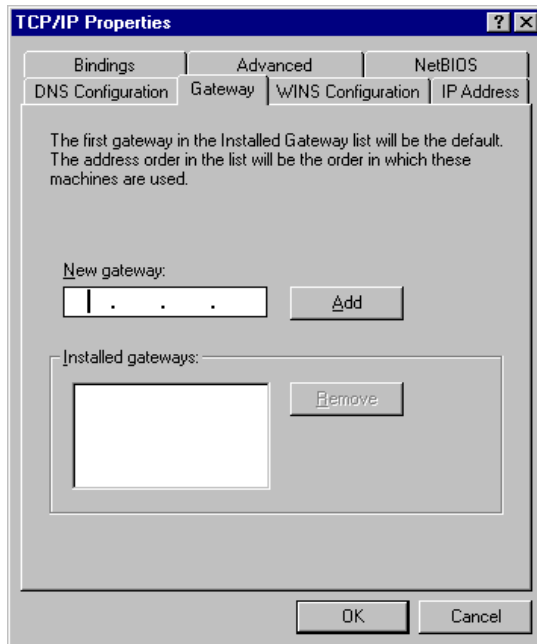 TCP/IP Properties
? X
Bindings Advanced NetBIOS
DNS Configuration Gateway WINS Configuration IP Address
The first gateway in the Installed Gateway list will be the default.
The address order in the list will be the order in which these
machines are used.
New gateway:
. . .
Add
Installed gateways:
Remove
OK Cancel